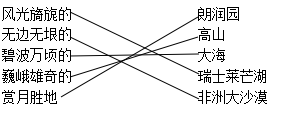 风光旖旎的 朗润园
无边无垠的 高山
碧波万顷的 大海
巍峨雄奇的 瑞士莱芒湖
赏月胜地 非洲大沙漠